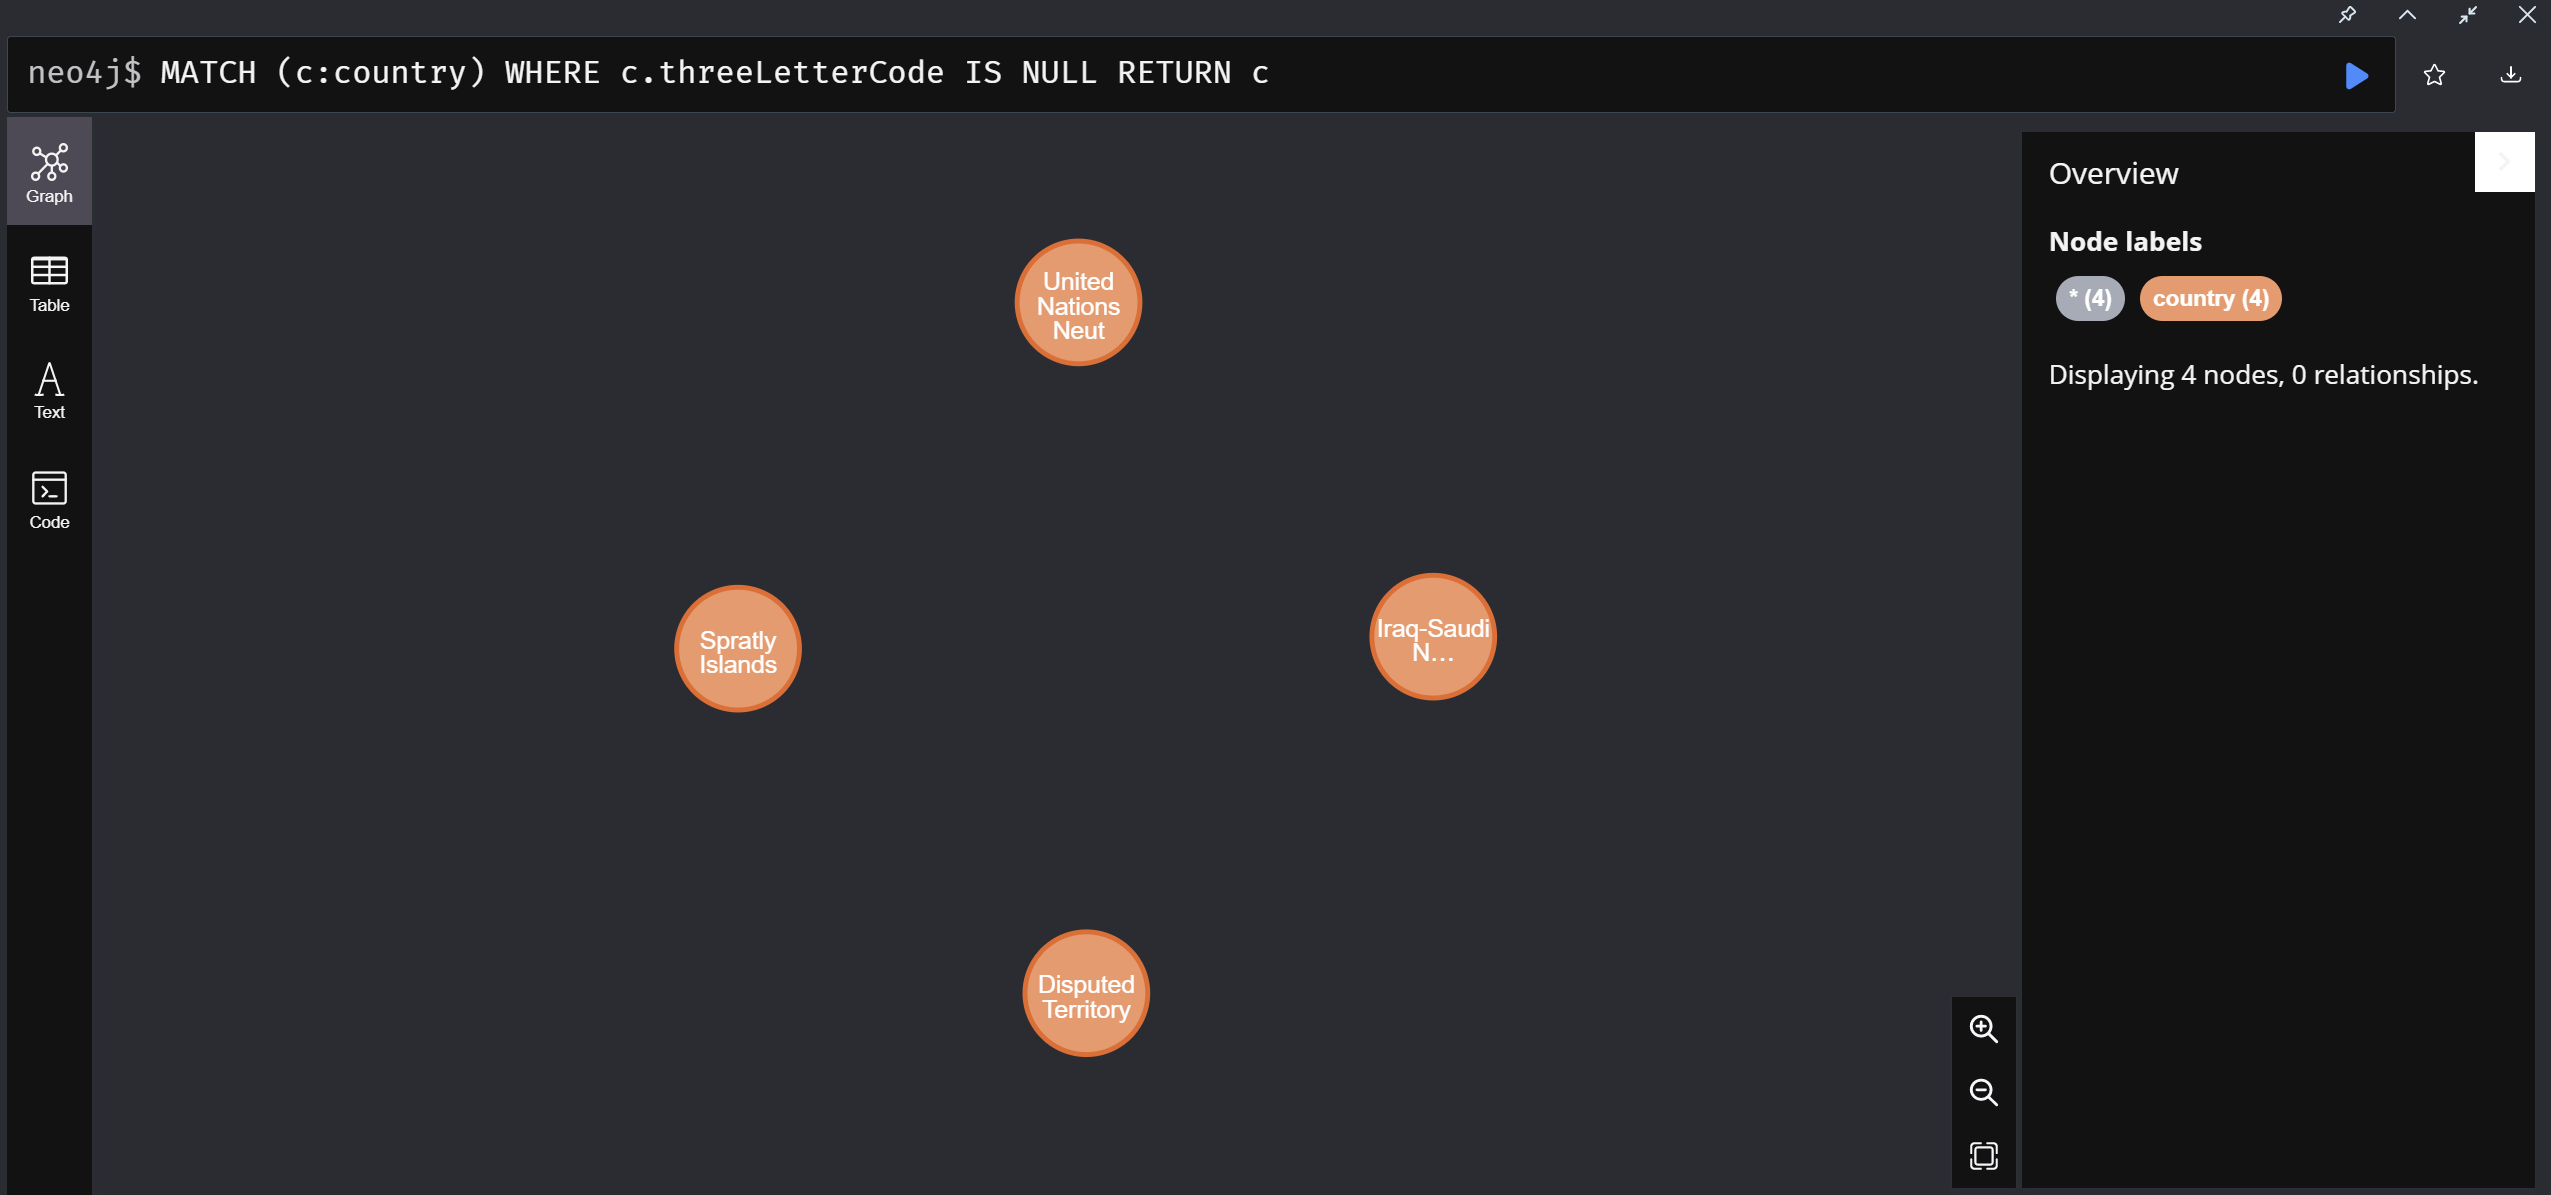 neo4j$ MATCH (c:country) WHERE c.threeLetterCode IS NULL RETURN c
Graph
Table
Text
Code
United
Nations
Neut
Spratly
Islands
Iraq-Saudi
N...
Disputed
Territory
Overview
Node labels
* (4) country (4)
Displaying 4 nodes, 0 relationships.